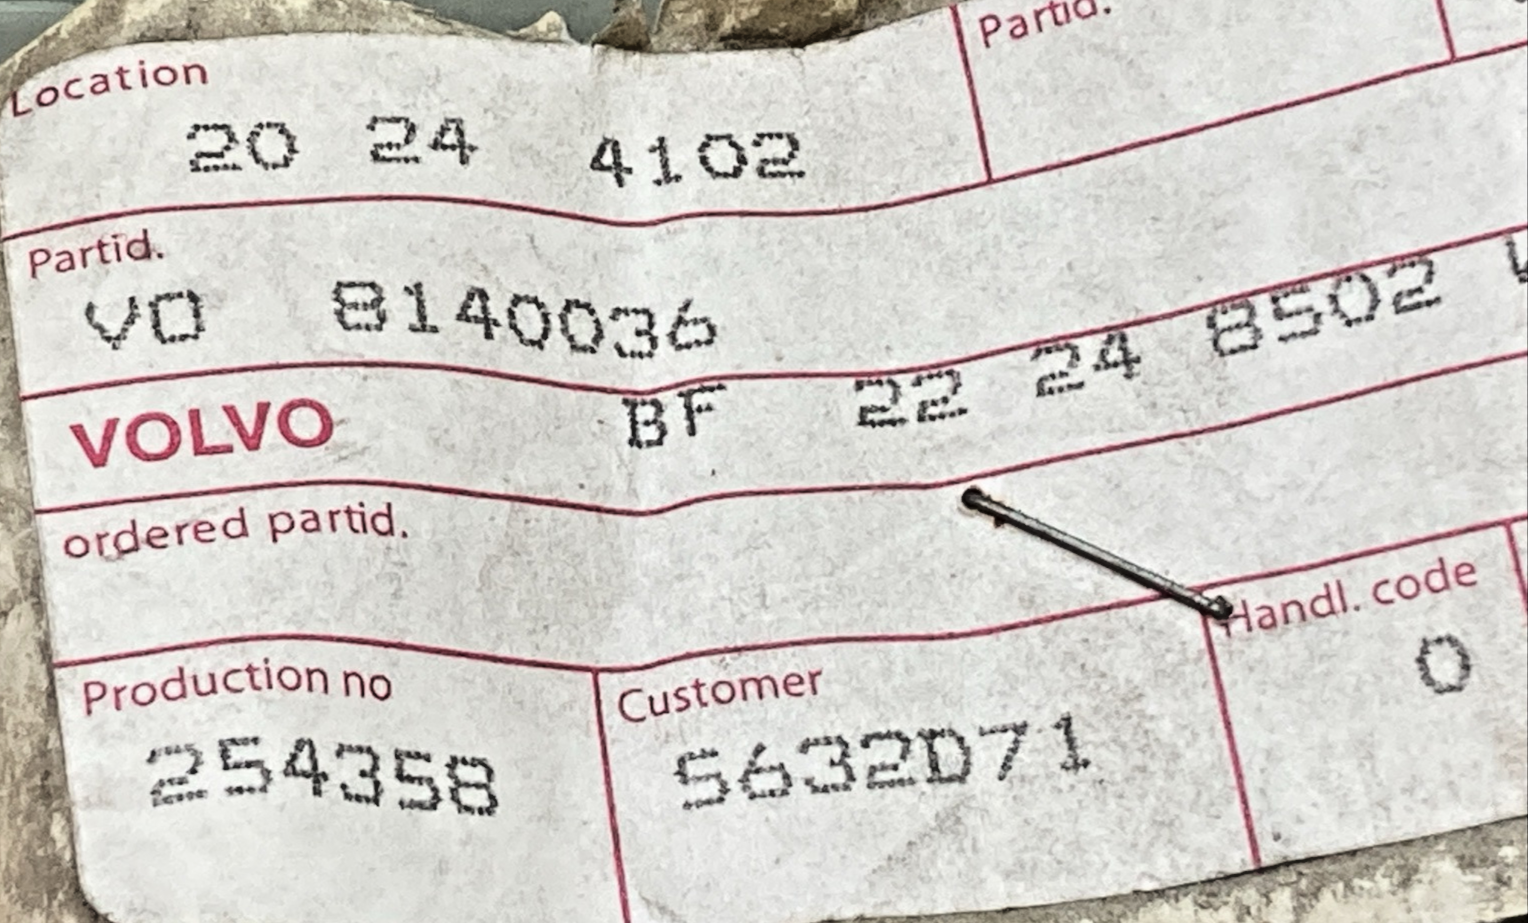 Location
Partid.
20 24 4102
Partid.
VO 8140036
VOLVO
BF 22 24 8502
ordered partid.
Production no
Customer
Handl. code
254358
S632D71
0